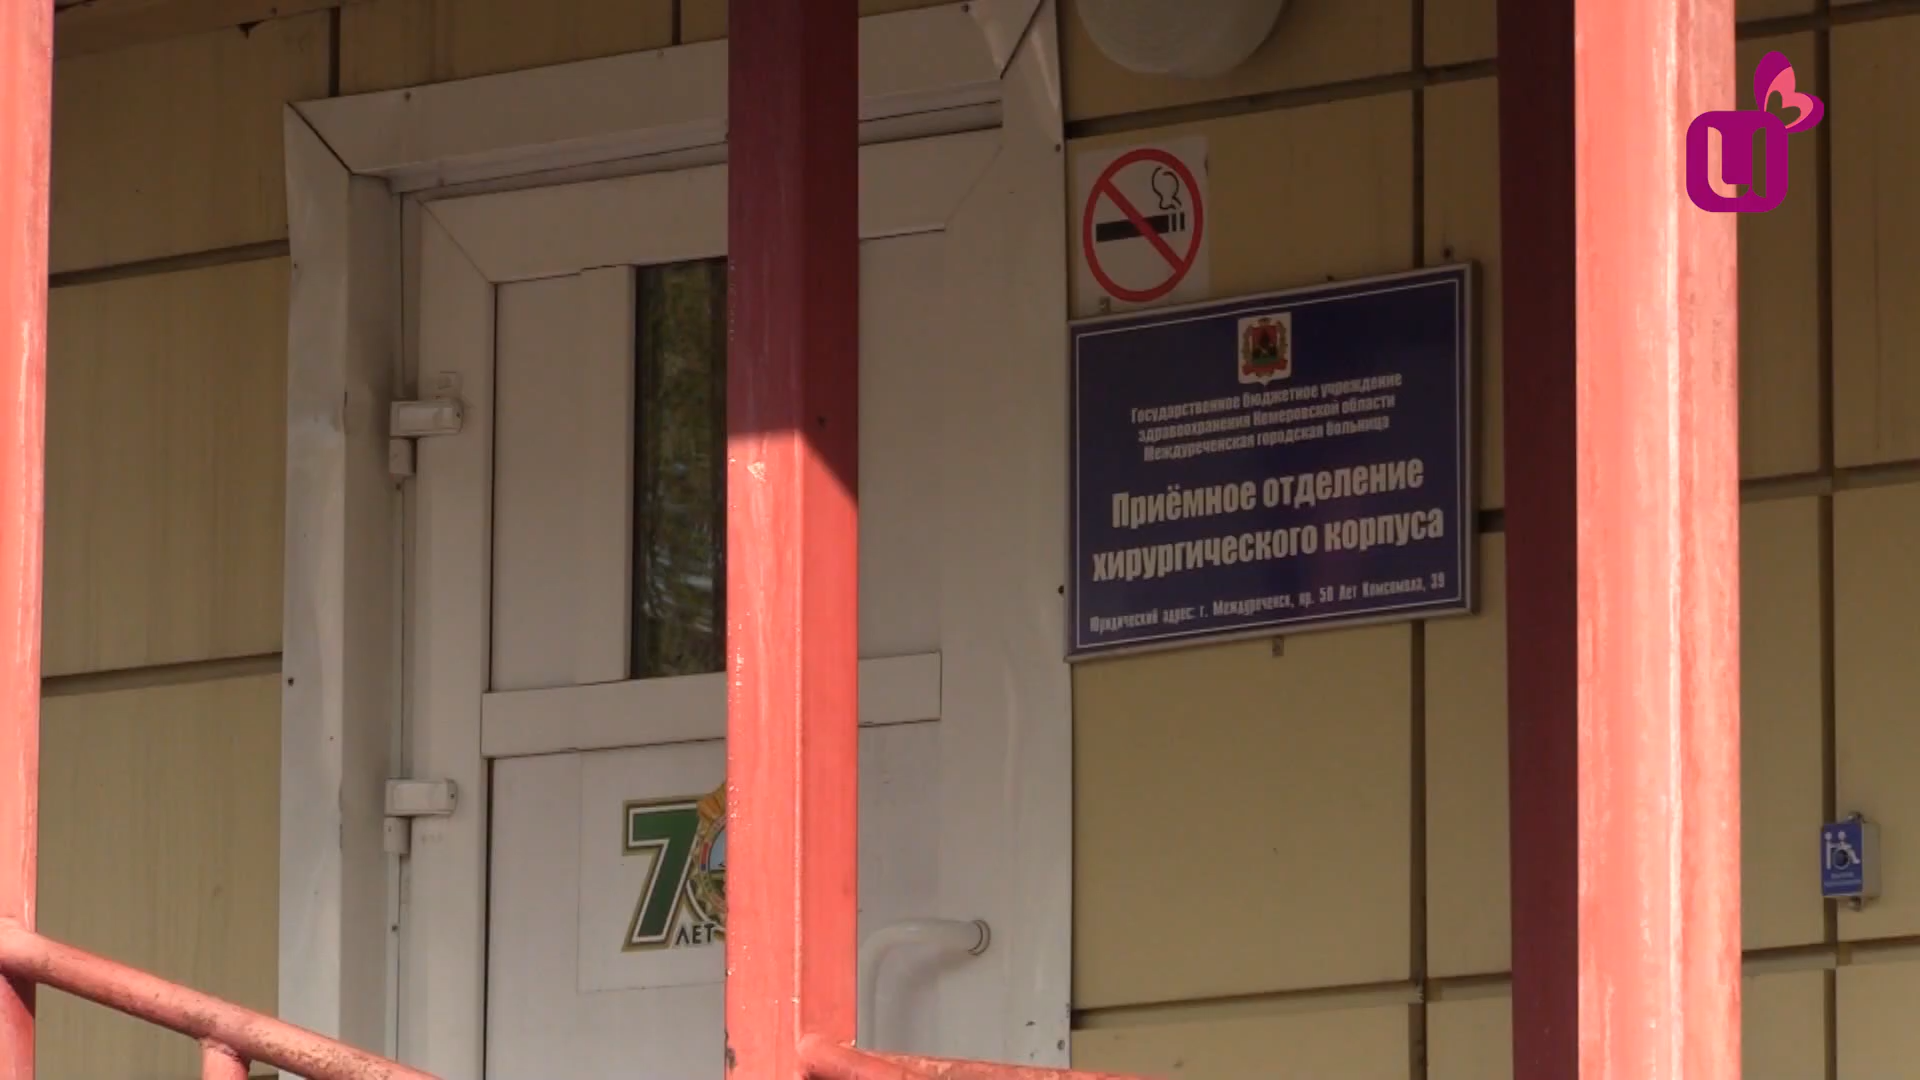 Государственное бюджетное учреждение
здравоохранения Кемеровской области
Междуреченская городская больница
Приёмное отделение
хирургического корпуса
Юридический адрес: г. Междуреченск, пр. 50 Лет Комсомола, 39
70
ЛЕТ